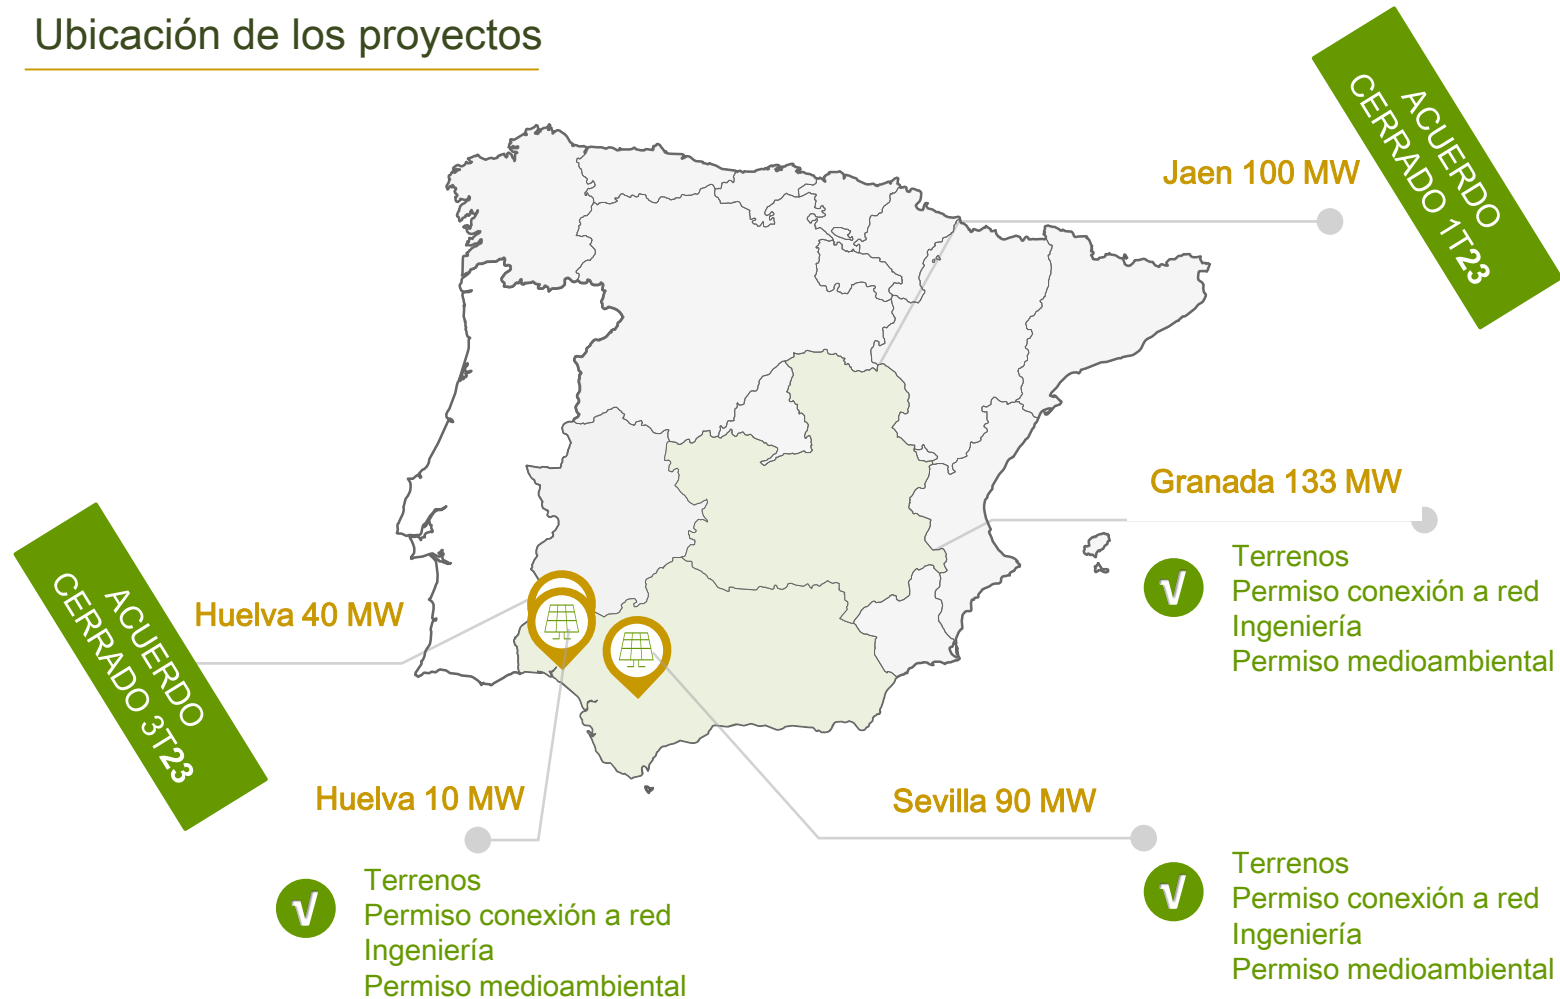 Ubicación de los proyectos
ACUERDO
CERRADO 1T23
Jaen 100 MW
Granada 133 MW
√
Terrenos
Permiso conexión a red
Ingeniería
Permiso medioambiental
ACUERDO
CERRADO 3T23
Huelva 40 MW
Huelva 10 MW
√
Terrenos
Permiso conexión a red
Ingeniería
Permiso medioambiental
Sevilla 90 MW
√
Terrenos
Permiso conexión a red
Ingeniería
Permiso medioambiental